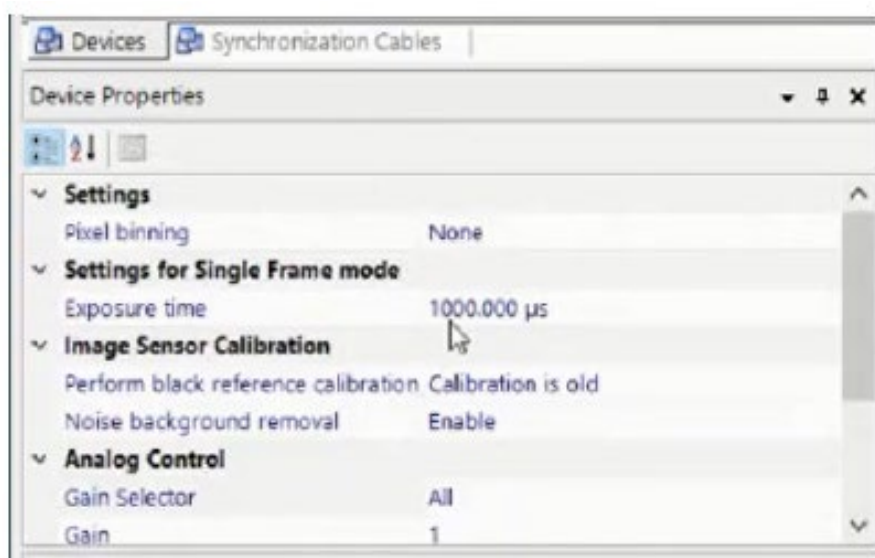 Devices Synchronization Cables
Device Properties
Settings
Pixel binning None
Settings for Single Frame mode
Exposure time 1000.000 µs
Image Sensor Calibration
Perform black reference calibration Calibration is old
Noise background removal Enable
Analog Control
Gain Selector All
Gain 1